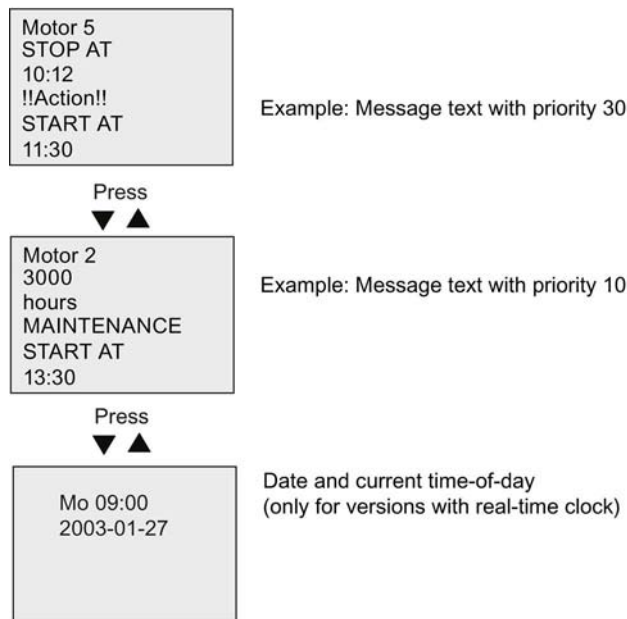 Motor 5
STOP AT
10:12
!!Action!!
START AT
11:30
Example: Message text with priority 30
Press
Motor 2
3000
hours
MAINTENANCE
START AT
13:30
Example: Message text with priority 10
Press
Mo 09:00
2003-01-27
Date and current time-of-day
(only for versions with real-time clock)